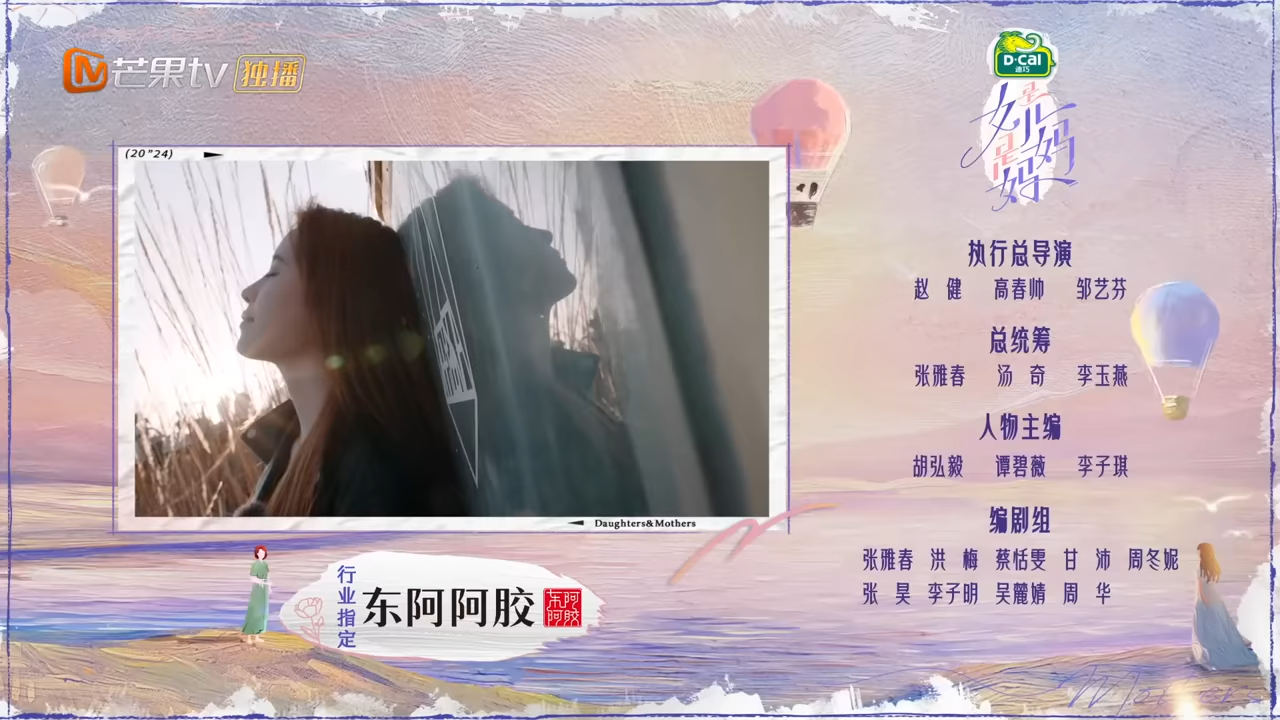 芒果tv 独播
D·Cal
迪巧
是女儿是妈妈
(20"24)
Daughters&Mothers
执行总导演
赵 健 高春帅 邹艺芬
总统筹
张雅春 汤 奇 李玉燕
人物主编
胡弘毅 谭碧薇 李子琪
编剧组
张雅春 洪 梅 蔡恬雯 甘 沛 周冬妮
张 昊 李子明 吴麓婧 周 华
行业指定
东阿阿胶
东阿阿胶